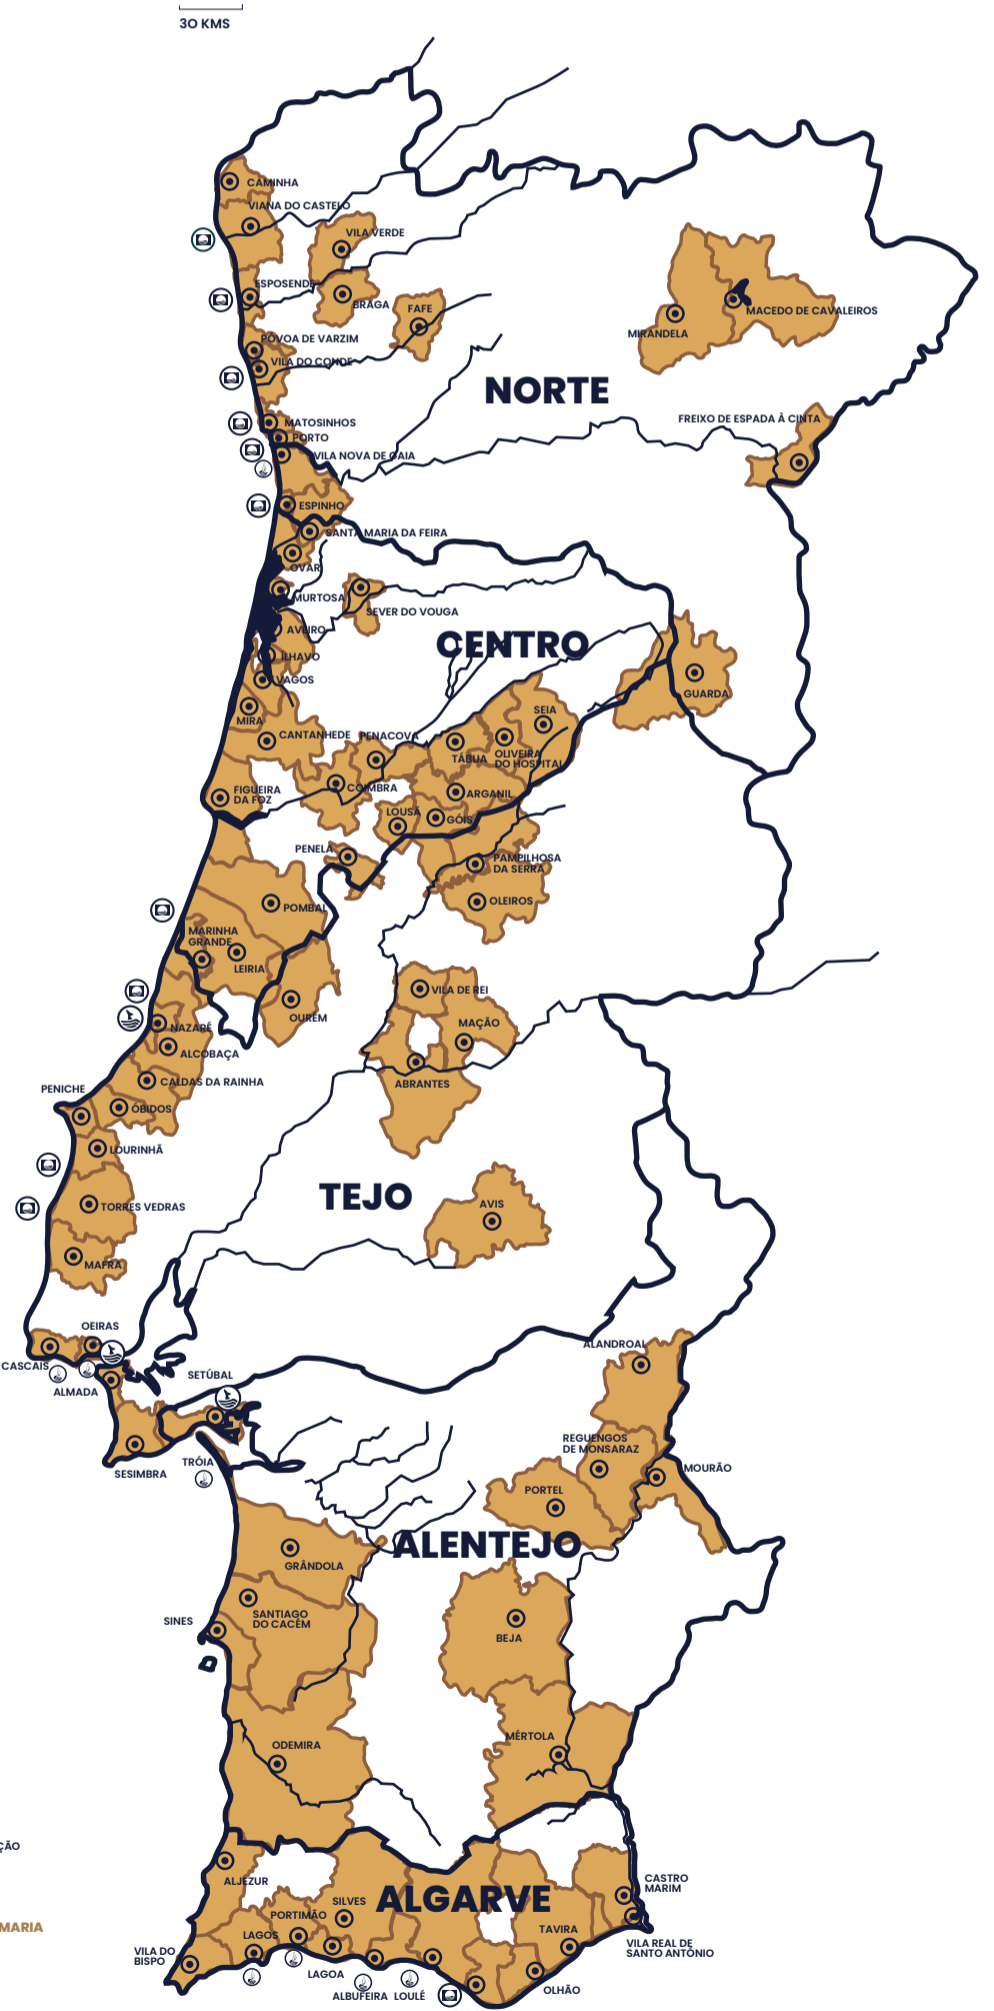 30 KMS
CAMINHA
VIANA DO CASTELO
VILA VERDE
ESPOSENDE
BRAGA
FAFE
MACEDO DE CAVALEIROS
MIRANDELA
PÓVOA DE VARZIM
VILA DO CONDE
NORTE
FREIXO DE ESPADA À CINTA
MATOSINHOS
PORTO
VILA NOVA DE GAIA
ESPINHO
SANTA MARIA DA FEIRA
OVAR
MURTOSA
SEVER DO VOUGA
AVEIRO
CENTRO
ILHAVO
VAGOS
GUARDA
MIRA
SEIA
CANTANHEDE
PENACOVA
TÁBUA
OLIVEIRA
DO HOSPITAL
COIMBRA
FIGUEIRA
DA FOZ
ARGANIL
LOUSÃ
GÓIS
PENELA
PAMPILHOSA
DA SERRA
OLEIROS
POMBAL
MARINHA
GRANDE
LEIRIA
VILA DE REI
OURÉM
MAÇÃO
NAZARÉ
ALCOBAÇA
ABRANTES
CALDAS DA RAINHA
PENICHE
ÓBIDOS
LOURINHÃ
TEJO
AVIS
TORRES VEDRAS
MAFRA
OEIRAS
ALANDROAL
CASCAIS
SETÚBAL
ALMADA
REGUENGOS
DE MONSARAZ
TRÓIA
MOURÃO
SESIMBRA
PORTEL
ALENTEJO
GRÂNDOLA
SANTIAGO
DO CACÉM
SINES
BEJA
MÉRTOLA
ODEMIRA
ÇÃO
ALJEZUR
CASTRO
MARIM
ALGARVE
SILVES
PORTIMÃO
MARIA
TAVIRA
LAGOS
VILA REAL DE
SANTO ANTÓNIO
VILA DO
BISPO
LAGOA
ALBUFEIRA
LOULÉ
OLHÃO